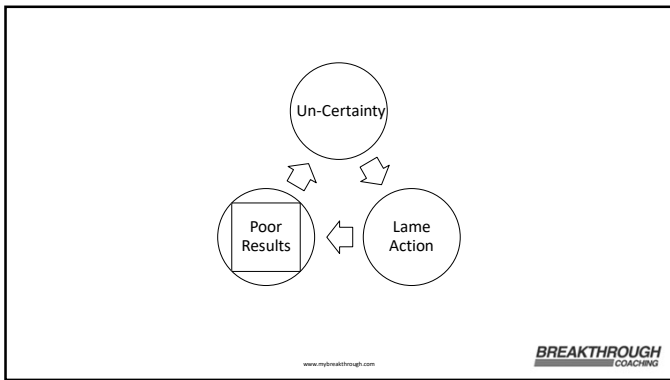 Un-Certainty
Poor
Results
Lame
Action
www.mybreakthrough.com
BREAKTHROUGH
COACHING